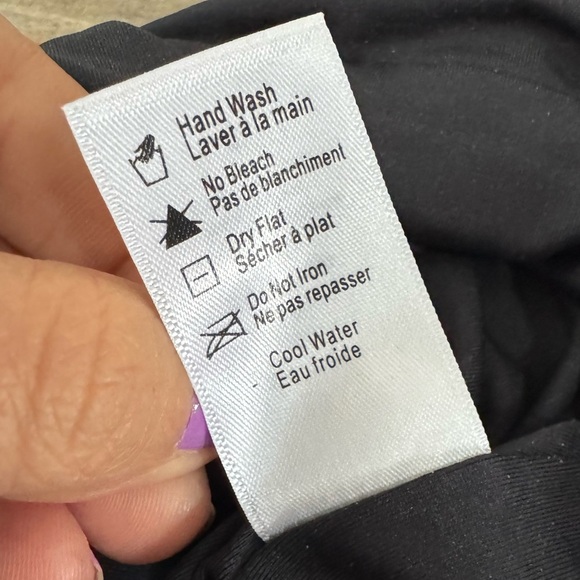 Hand Wash
Laver à la main
No Bleach
Pas de blanchiment
Dry Flat
Sécher à plat
Do Not Iron
Ne pas repasser
Cool Water
Eau froide